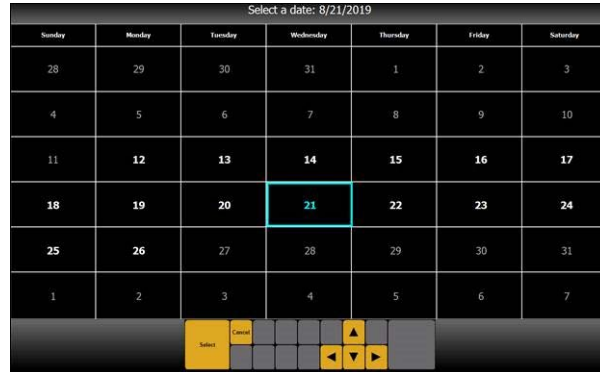 Select a date: 8/21/2019
Sunday Monday Tuesday Wednesday Thursday Friday Saturday
28 29 30 31 1 2 3
4 5 6 7 8 9 10
11 12 13 14 15 16 17
18 19 20 21 22 23 24
25 26 27 28 29 30 31
1 2 3 4 5 6 7
Cancel
Select